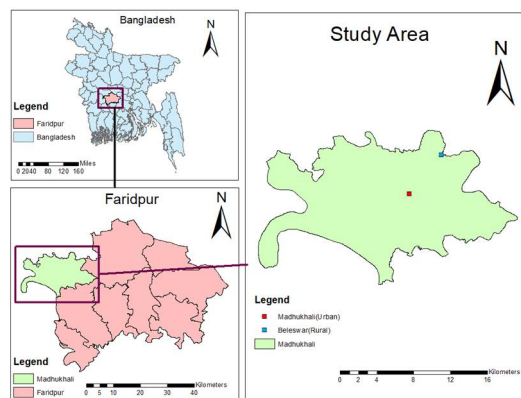 Bangladesh
N
Legend
Faridpur
Bangladesh
Miles
0 20 40 80 120 160
Faridpur
N
Legend
Madhukhali
Faridpur
Kilometers
0 5 10 20 30 40
Study Area
N
Legend
Madhukhali(Urban)
Beleswar(Rural)
Madhukhali
Kilometers
0 2 4 8 12 16